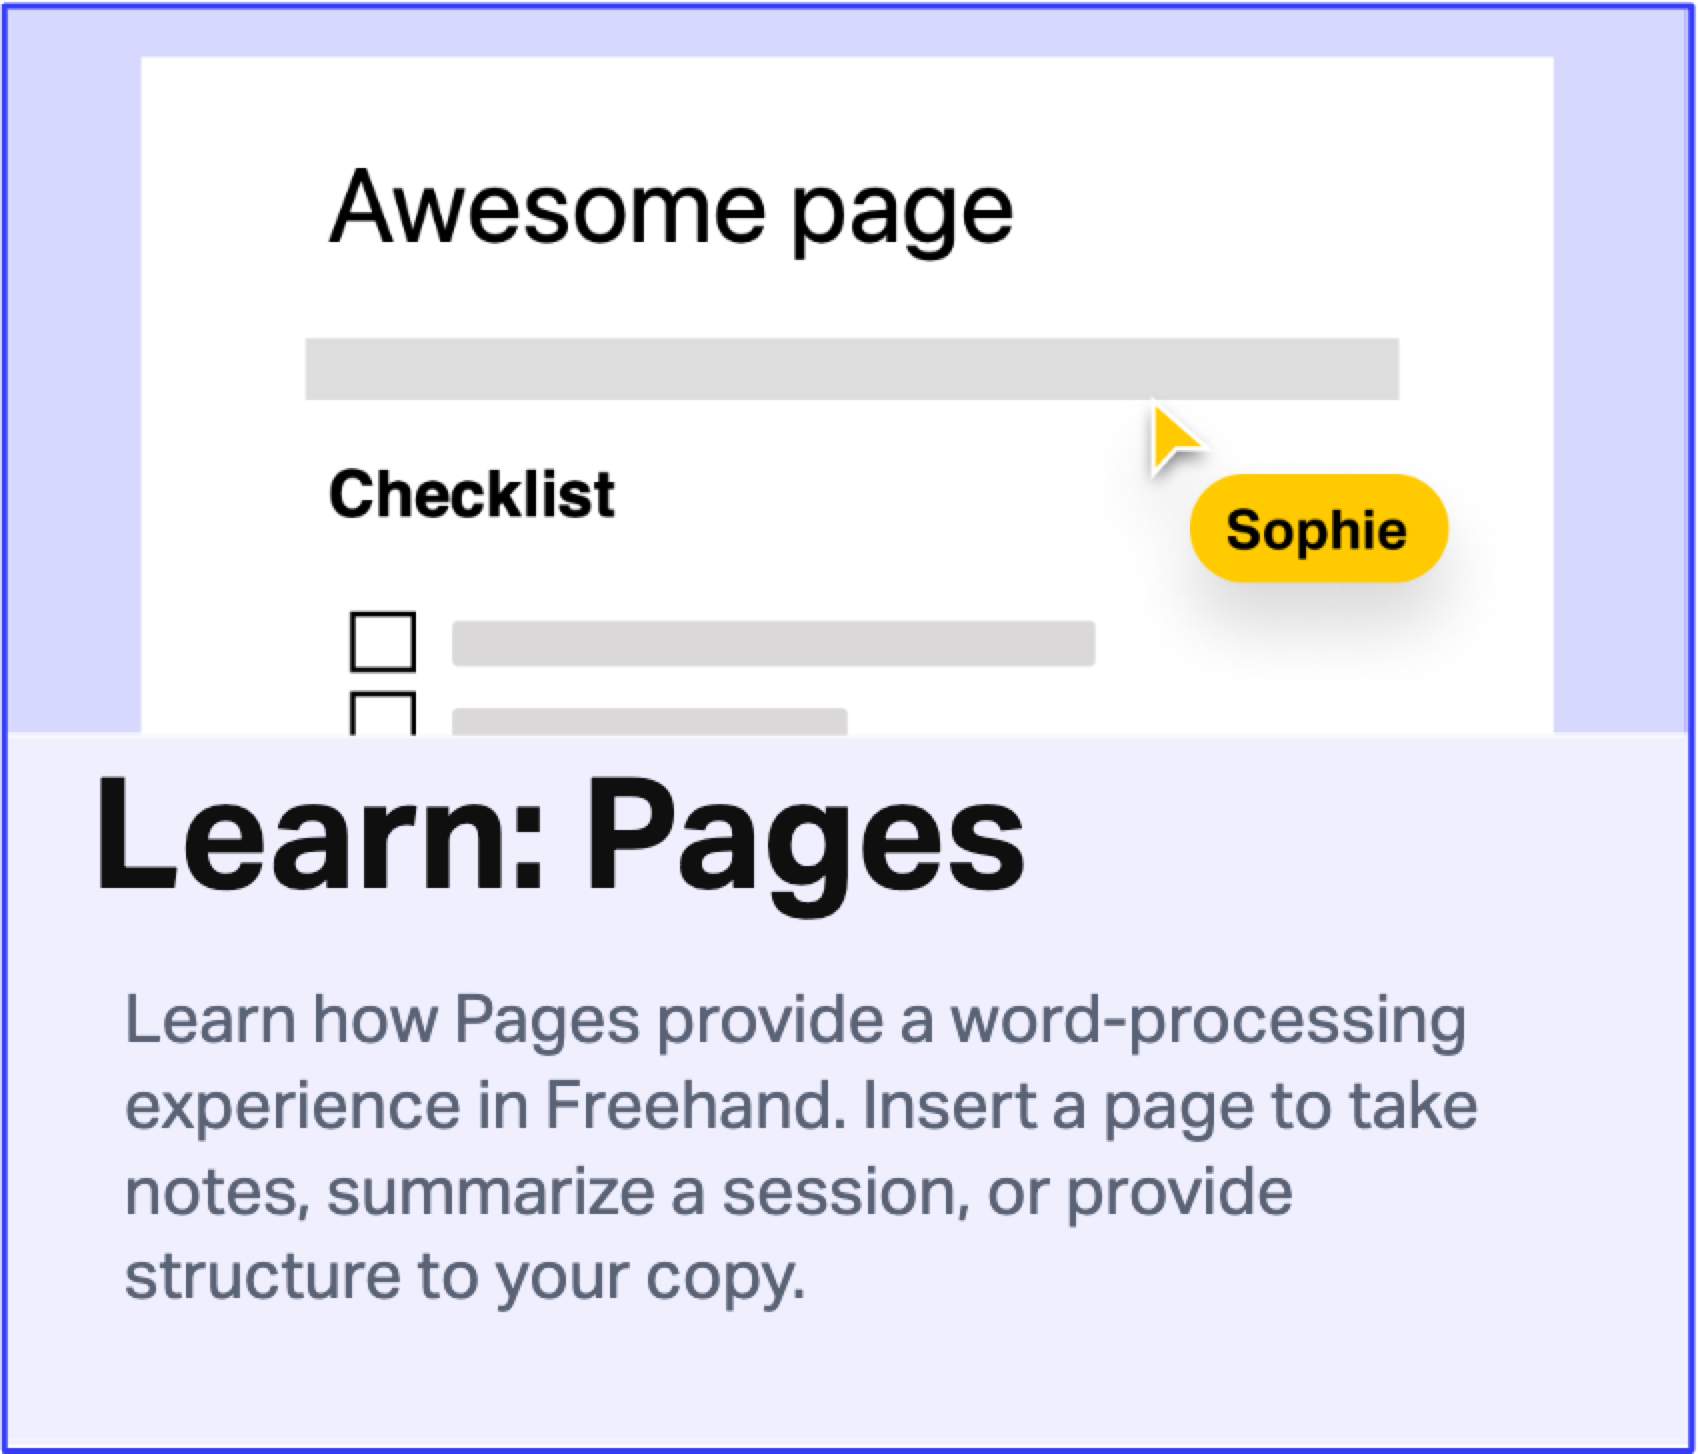 Awesome page
Checklist
Sophie
Learn: Pages
Learn how Pages provide a word-processing
experience in Freehand. Insert a page to take
notes, summarize a session, or provide
structure to your copy.